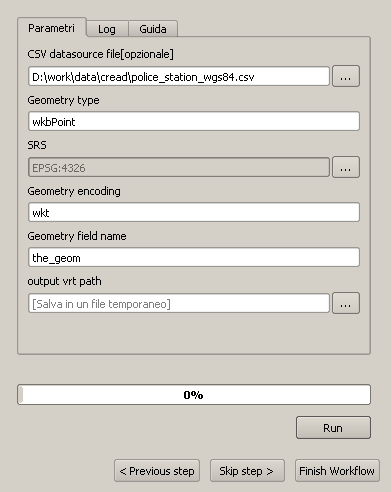 Parametri Log Guida
CSV datasource file[opzionale]
D:\work\data\cread\police_station_wgs84.csv ...
Geometry type
wkbPoint
SRS
EPSG:4326 ...
Geometry encoding
wkt
Geometry field name
the_geom
output vrt path
[Salva in un file temporaneo] ...
0%
Run
< Previous step Skip step > Finish Workflow